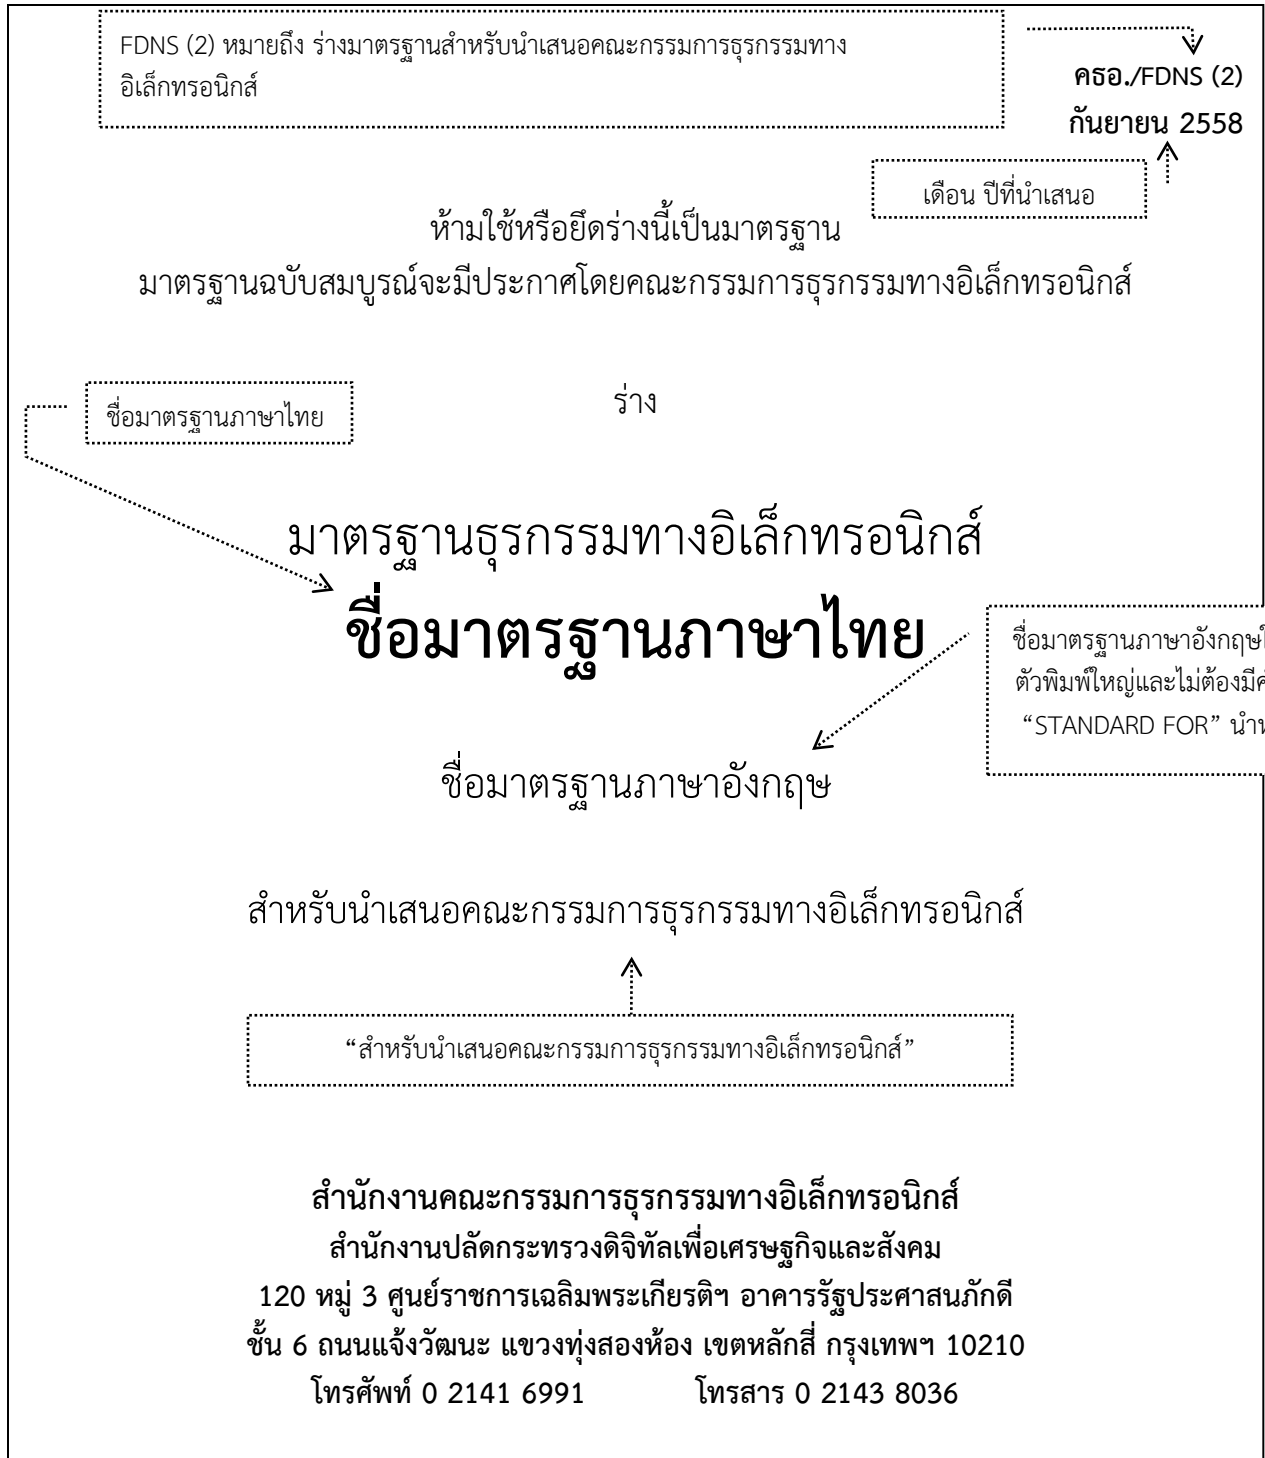 FDNS (2) หมายถึง ร่างมาตรฐานสำหรับนำเสนอคณะกรรมการธุรกรรมทาง
อิเล็กทรอนิกส์
คธอ./FDNS (2)
กันยายน 2558
เดือน ปีที่นำเสนอ
ห้ามใช้หรือยึดร่างนี้เป็นมาตรฐาน
มาตรฐานฉบับสมบูรณ์จะมีประกาศโดยคณะกรรมการธุรกรรมทางอิเล็กทรอนิกส์
ชื่อมาตรฐานภาษาไทย
ร่าง
มาตรฐานธุรกรรมทางอิเล็กทรอนิกส์
ชื่อมาตรฐานภาษาไทย
ชื่อมาตรฐานภาษาอังกฤษ
ตัวพิมพ์ใหญ่และไม่ต้องมี
“STANDARD FOR”
ชื่อมาตรฐานภาษาอังกฤษ
สำหรับนำเสนอคณะกรรมการธุรกรรมทางอิเล็กทรอนิกส์
“สำหรับนำเสนอคณะกรรมการธุรกรรมทางอิเล็กทรอนิกส์”
สำนักงานคณะกรรมการธุรกรรมทางอิเล็กทรอนิกส์
สำนักงานปลัดกระทรวงดิจิทัลเพื่อเศรษฐกิจและสังคม
120 หมู่ 3 ศูนย์ราชการเฉลิมพระเกียรติฯ อาคารรัฐประศาสนภักดี
ชั้น 6 ถนนแจ้งวัฒนะ แขวงทุ่งสองห้อง เขตหลักสี่ กรุงเทพฯ 10210
โทรศัพท์ 0 2141 6991 โทรสาร 0 2143 8036